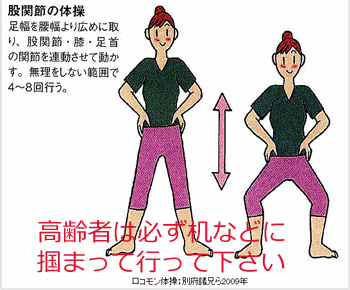 股関節の体操
足幅を腰幅より広めに取
り、股関節・膝・足首
の関節を連動させて動か
す。無理をしない範囲で
4〜8回行う。
高齢者は必ず机などに
掴まって行って下さい
ロコモン体操;別府諸兄ら2009年